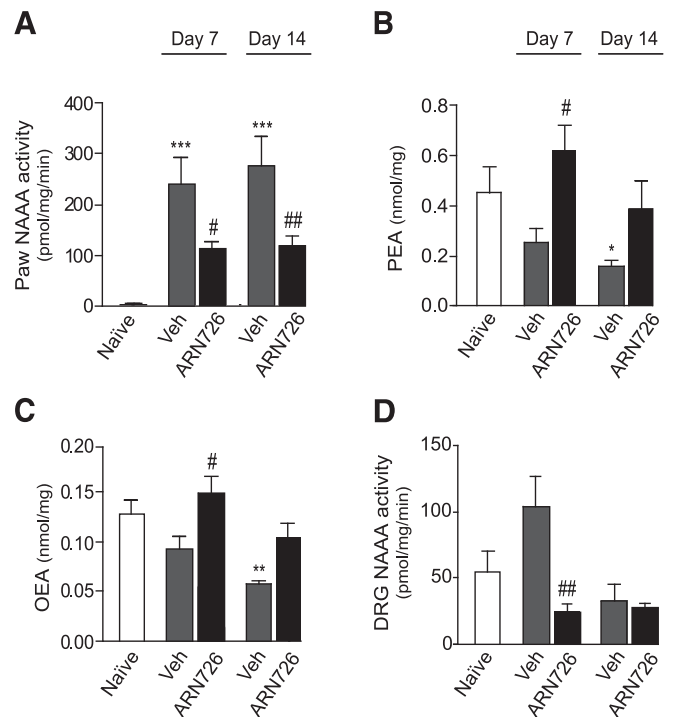 A
Day 7 Day 14
Paw NAAA activity
(pmol/mg/min)
400
300
200
100
0
***
#
***
##
Naïve Veh ARN726 Veh ARN726
B
Day 7 Day 14
PEA (nmol/mg)
0.8
0.6
0.4
0.2
0.0
#
*
Naïve Veh ARN726 Veh ARN726
C
OEA (nmol/mg)
0.20
0.15
0.10
0.05
0.00
#
**
Naïve Veh ARN726 Veh ARN726
D
DRG NAAA activity
(pmol/mg/min)
150
100
50
0
##
Naïve Veh ARN726 Veh ARN726